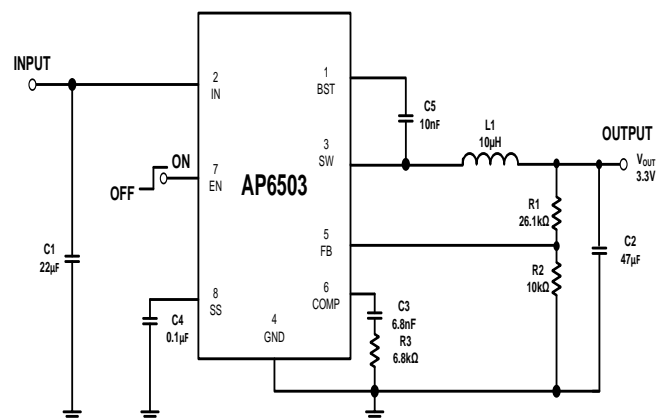 INPUT
2
IN
1
BST
C5
10nF
L1
10µH
OUTPUT
V_OUT
3.3V
3
SW
ON
OFF
7
EN
AP6503
R1
26.1kΩ
C1
22µF
5
FB
C2
47µF
R2
10kΩ
6
COMP
C3
6.8nF
8
SS
C4
0.1µF
4
GND
R3
6.8kΩ